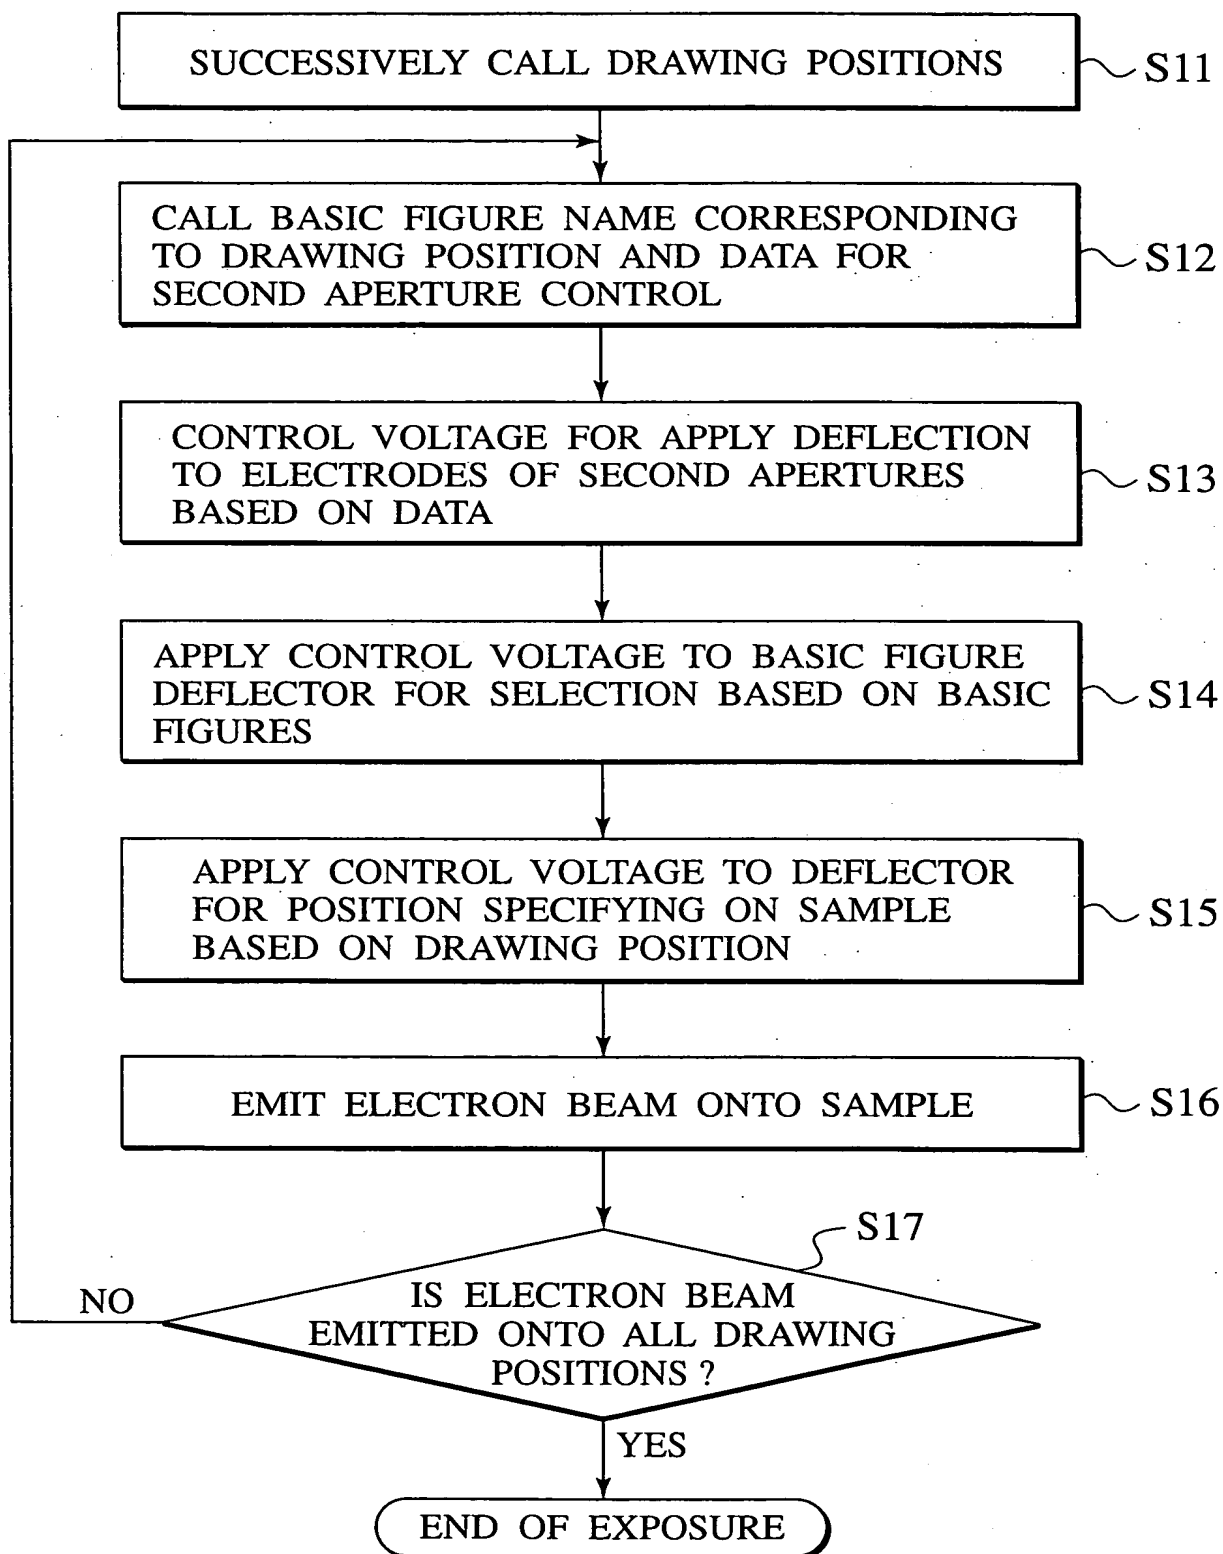 SUCCESSIVELY CALL DRAWING POSITIONS
S11
CALL BASIC FIGURE NAME CORRESPONDING
TO DRAWING POSITION AND DATA FOR
SECOND APERTURE CONTROL
S12
CONTROL VOLTAGE FOR APPLY DEFLECTION
TO ELECTRODES OF SECOND APERTURES
BASED ON DATA
S13
APPLY CONTROL VOLTAGE TO BASIC FIGURE
DEFLECTOR FOR SELECTION BASED ON BASIC
FIGURES
S14
APPLY CONTROL VOLTAGE TO DEFLECTOR
FOR POSITION SPECIFYING ON SAMPLE
BASED ON DRAWING POSITION
S15
EMIT ELECTRON BEAM ONTO SAMPLE
S16
S17
NO
IS ELECTRON BEAM
EMITTED ONTO ALL DRAWING
POSITIONS ?
YES
END OF EXPOSURE